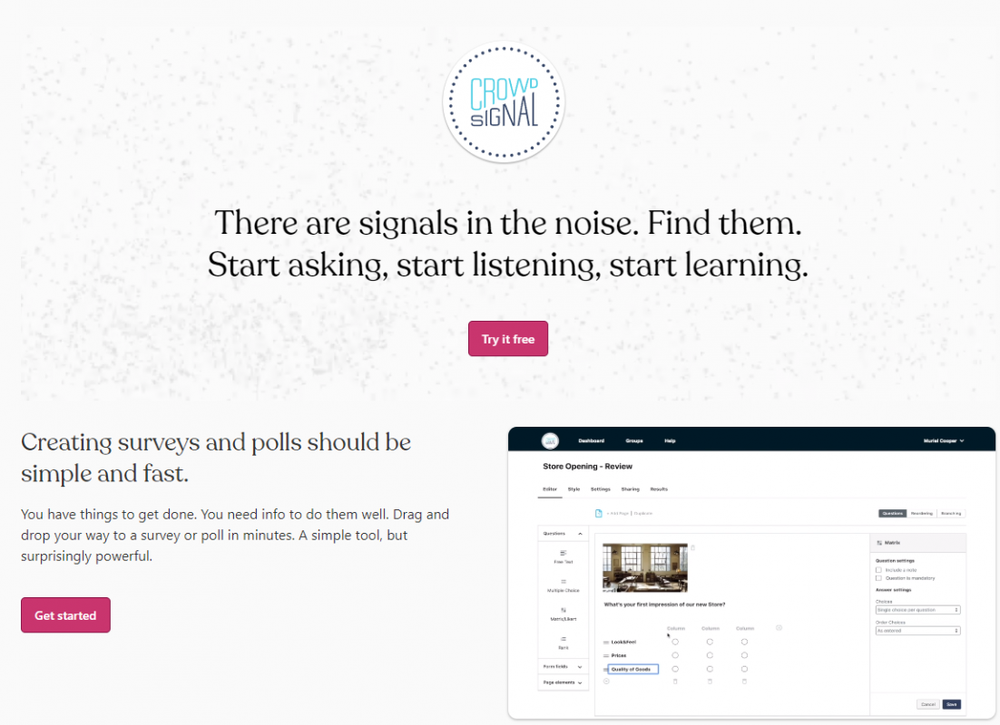 CROWD
SIGNAL
There are signals in the noise. Find them.
Start asking, start listening, start learning.
Try it free
Creating surveys and polls should be
simple and fast.
You have things to get done. You need info to do them well. Drag and
drop your way to a survey or poll in minutes. A simple tool, but
surprisingly powerful.
Get started
Dashboard Groups Help Muriel Cooper
Store Opening - Review
Editor Style Settings Sharing Results
Add Page | Duplicate
Questions Reordering Branching
Questions
Free Text
Multiple Choice
Matrix/Likert
Rank
Form fields
Page elements
What's your first impression of our new Store?
Column Column Column
Look&Feel
Prices
Quality of Goods
Matrix
Question settings
Include a note
Question is mandatory
Answer settings
Choices
Single choice per question
Order Choices
As entered
Cancel Save